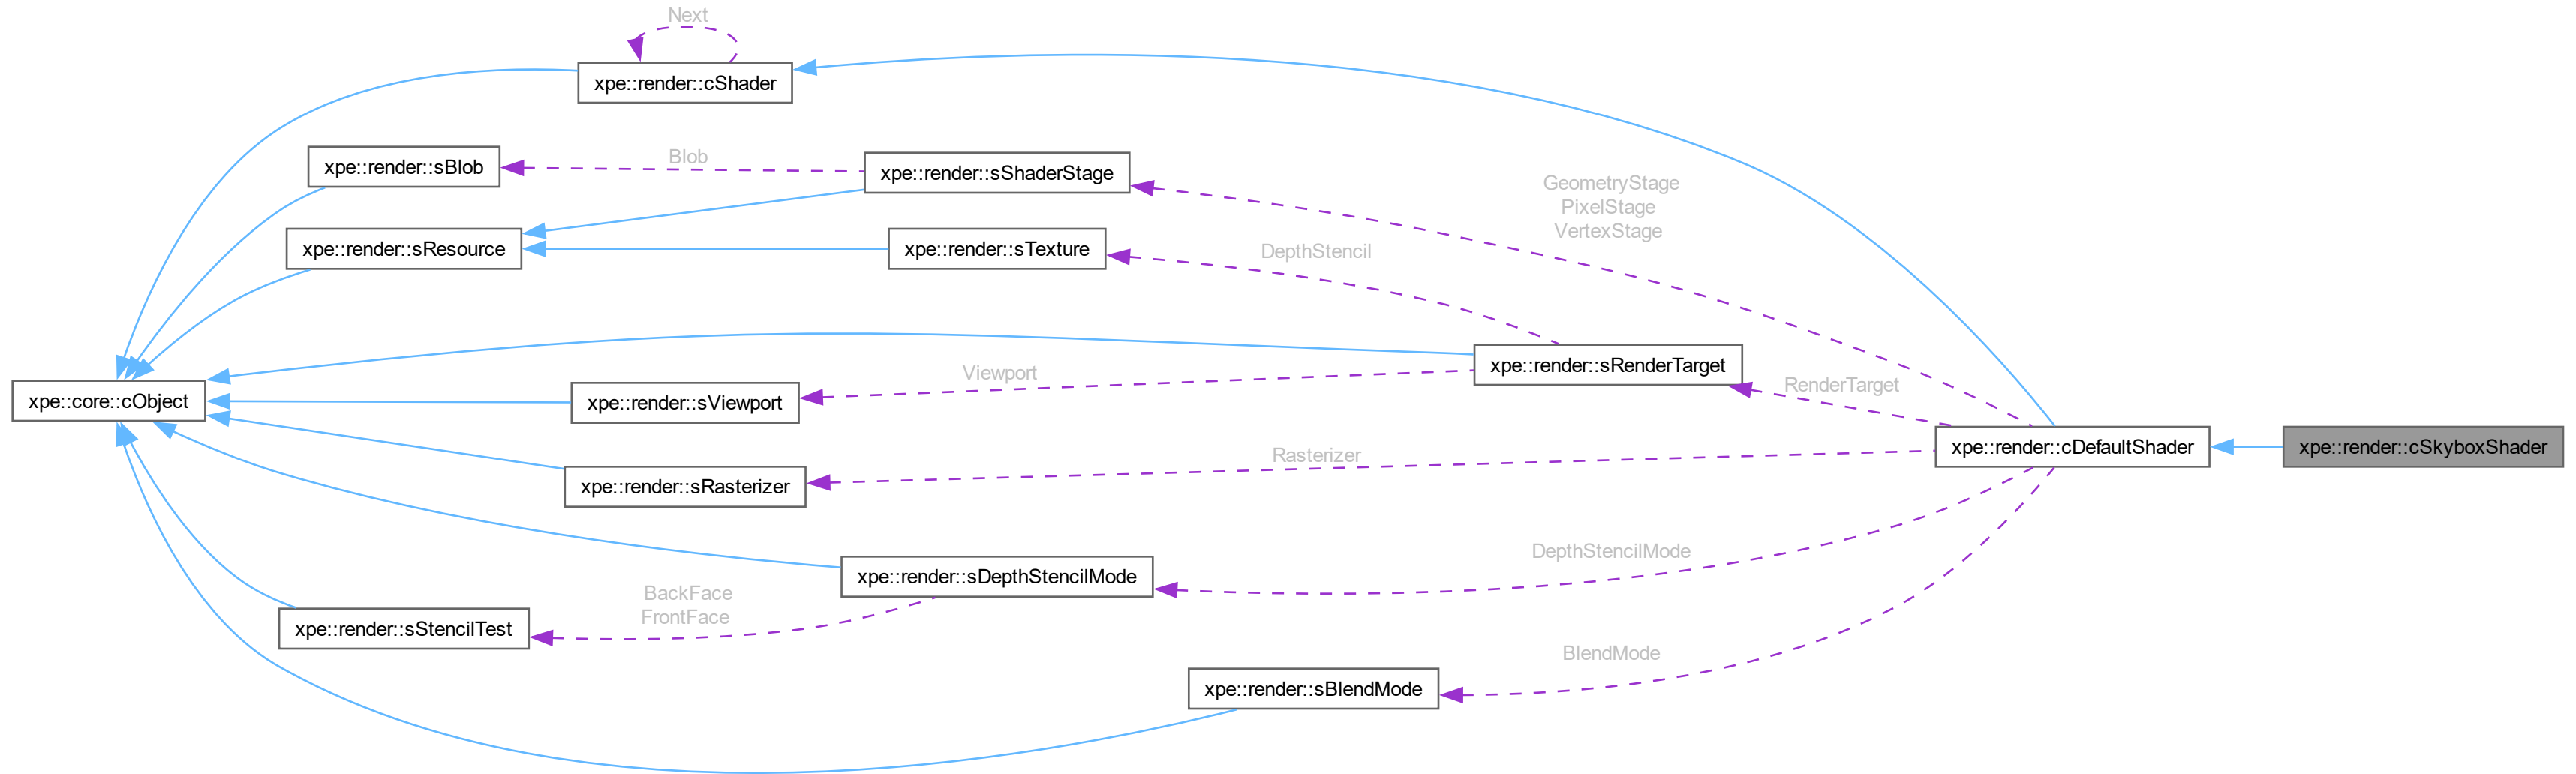 Next
xpe::render::cShader
xpe::render::sBlob
Blob
xpe::render::sShaderStage
GeometryStage
PixelStage
VertexStage
xpe::render::sResource
xpe::render::sTexture
DepthStencil
xpe::render::sRenderTarget
Viewport
RenderTarget
xpe::core::cObject
xpe::render::sViewport
xpe::render::cDefaultShader
xpe::render::cSkyboxShader
Rasterizer
xpe::render::sRasterizer
DepthStencilMode
xpe::render::sDepthStencilMode
BackFace
FrontFace
xpe::render::sStencilTest
BlendMode
xpe::render::sBlendMode